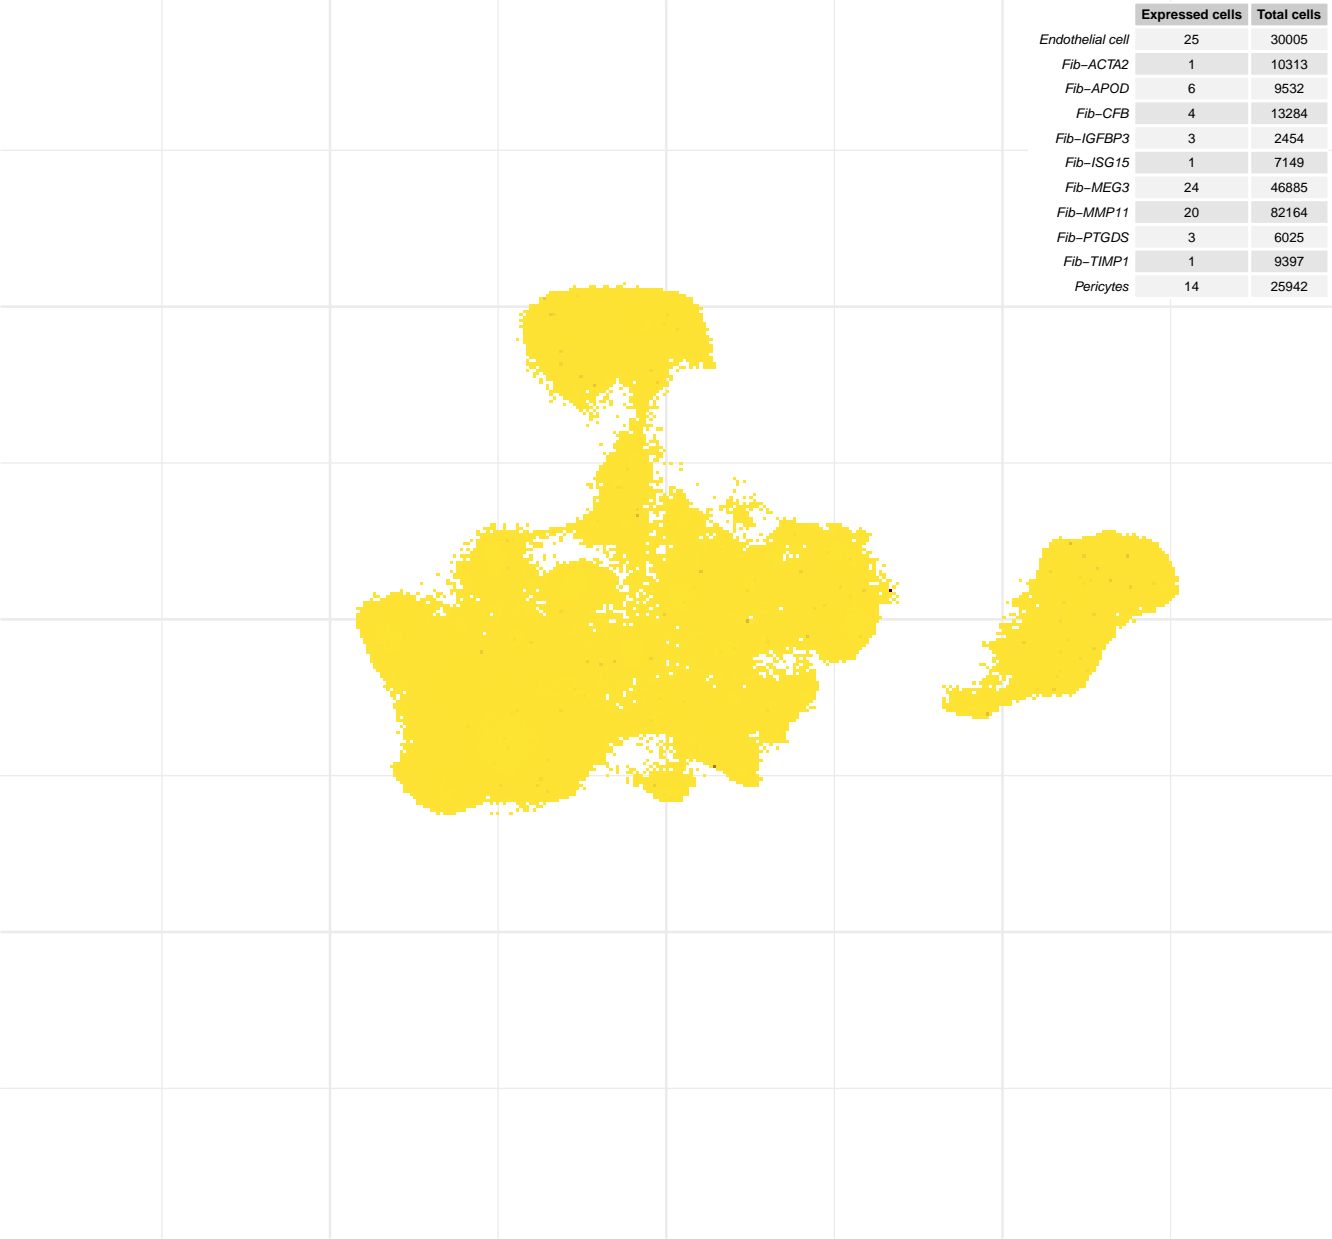 Expressed cells Total cells
Endothelial cell 25 30005
Fib−ACTA2 1 10313
Fib−APOD 6 9532
Fib−CFB 4 13284
Fib−IGFBP3 3 2454
Fib−ISG15 1 7149
Fib−MEG3 24 46885
Fib−MMP11 20 82164
Fib−PTGDS 3 6025
Fib−TIMP1 1 9397
Pericytes 14 25942